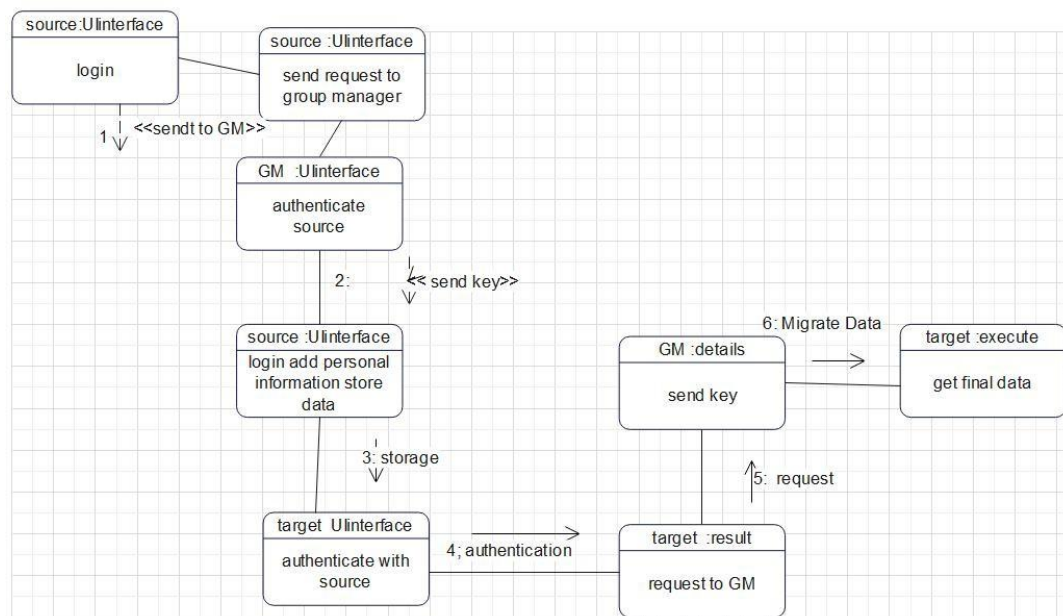 source:UIinterface
login
source :UIinterface
send request to
group manager
1
<<sendt to GM>>
GM :UIinterface
authenticate
source
2:
<< send key>>
source :UIinterface
login add personal
information store
data
3: storage
target UIinterface
authenticate with
source
4; authentication
target :result
request to GM
5: request
GM :details
send key
6: Migrate Data
target :execute
get final data